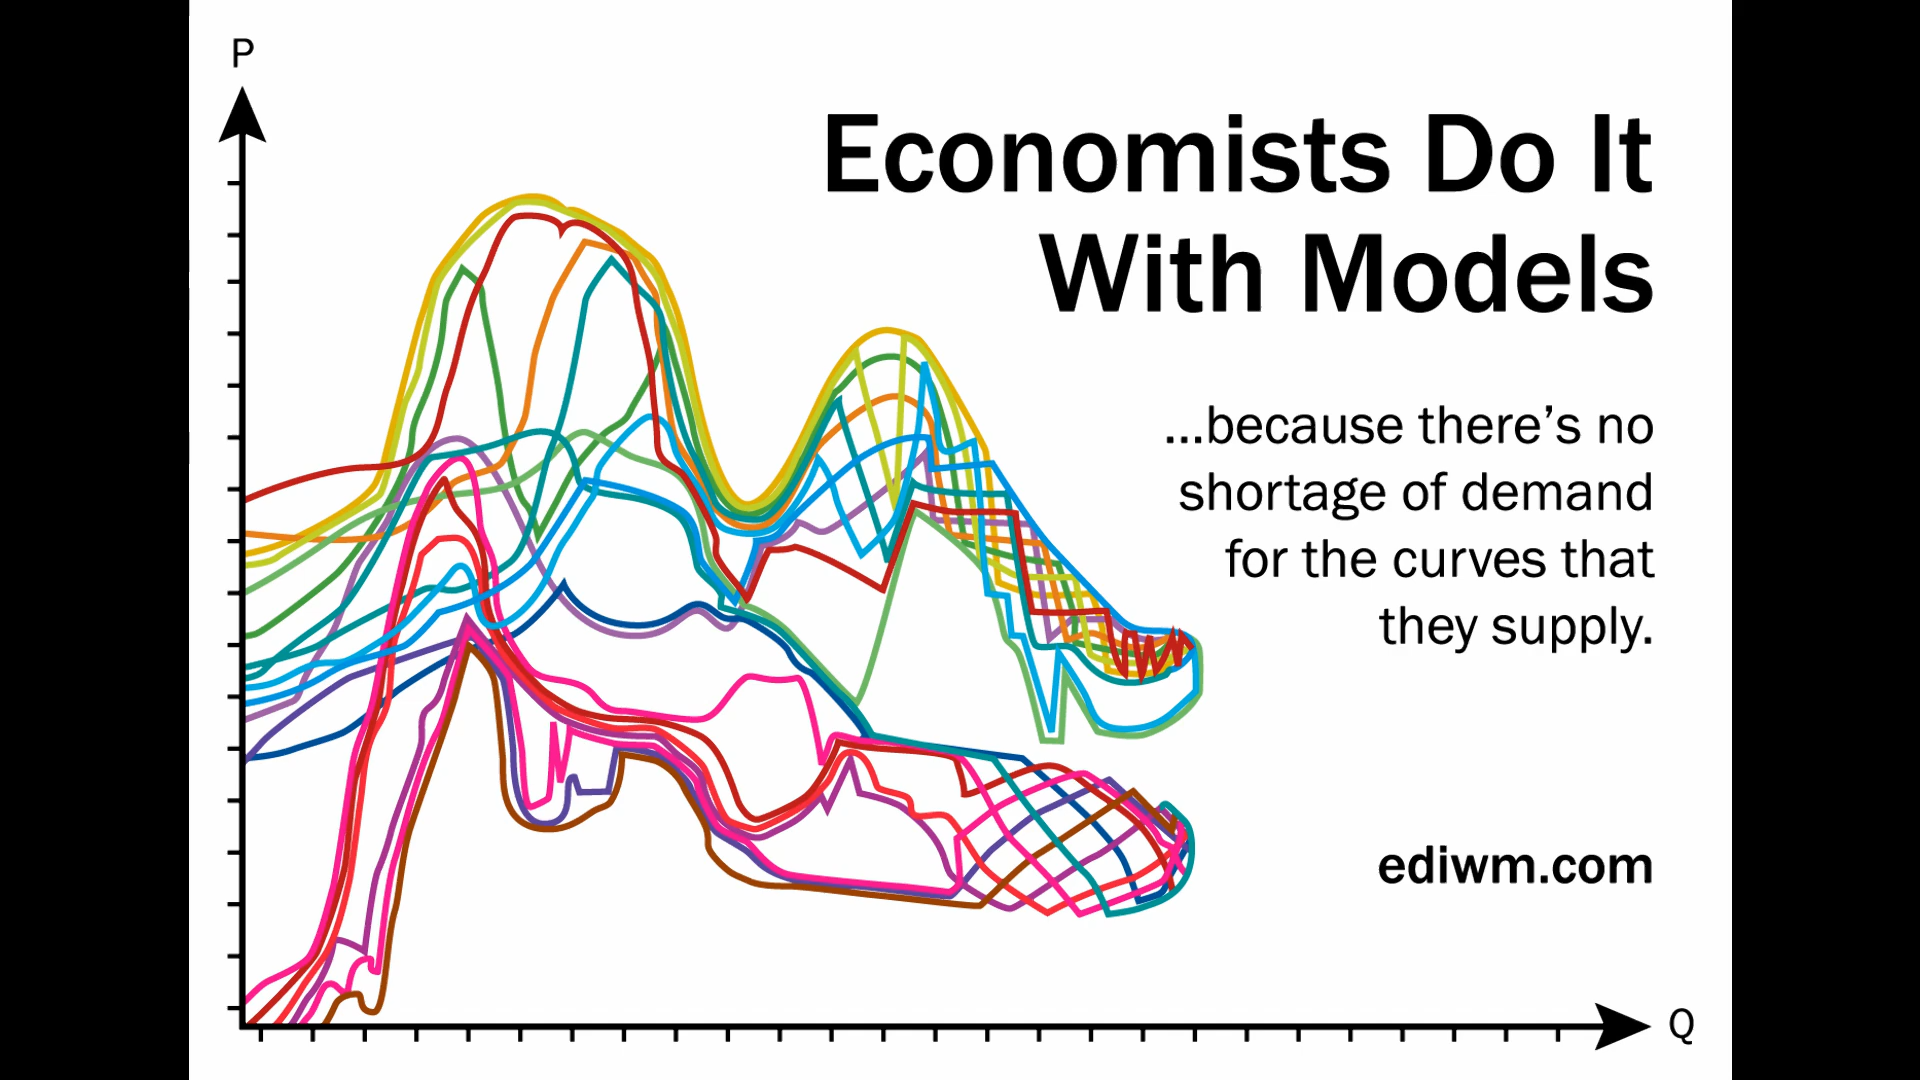 P
Economists Do It
With Models
...because there’s no
shortage of demand
for the curves that
they supply.
ediwm.com
Q